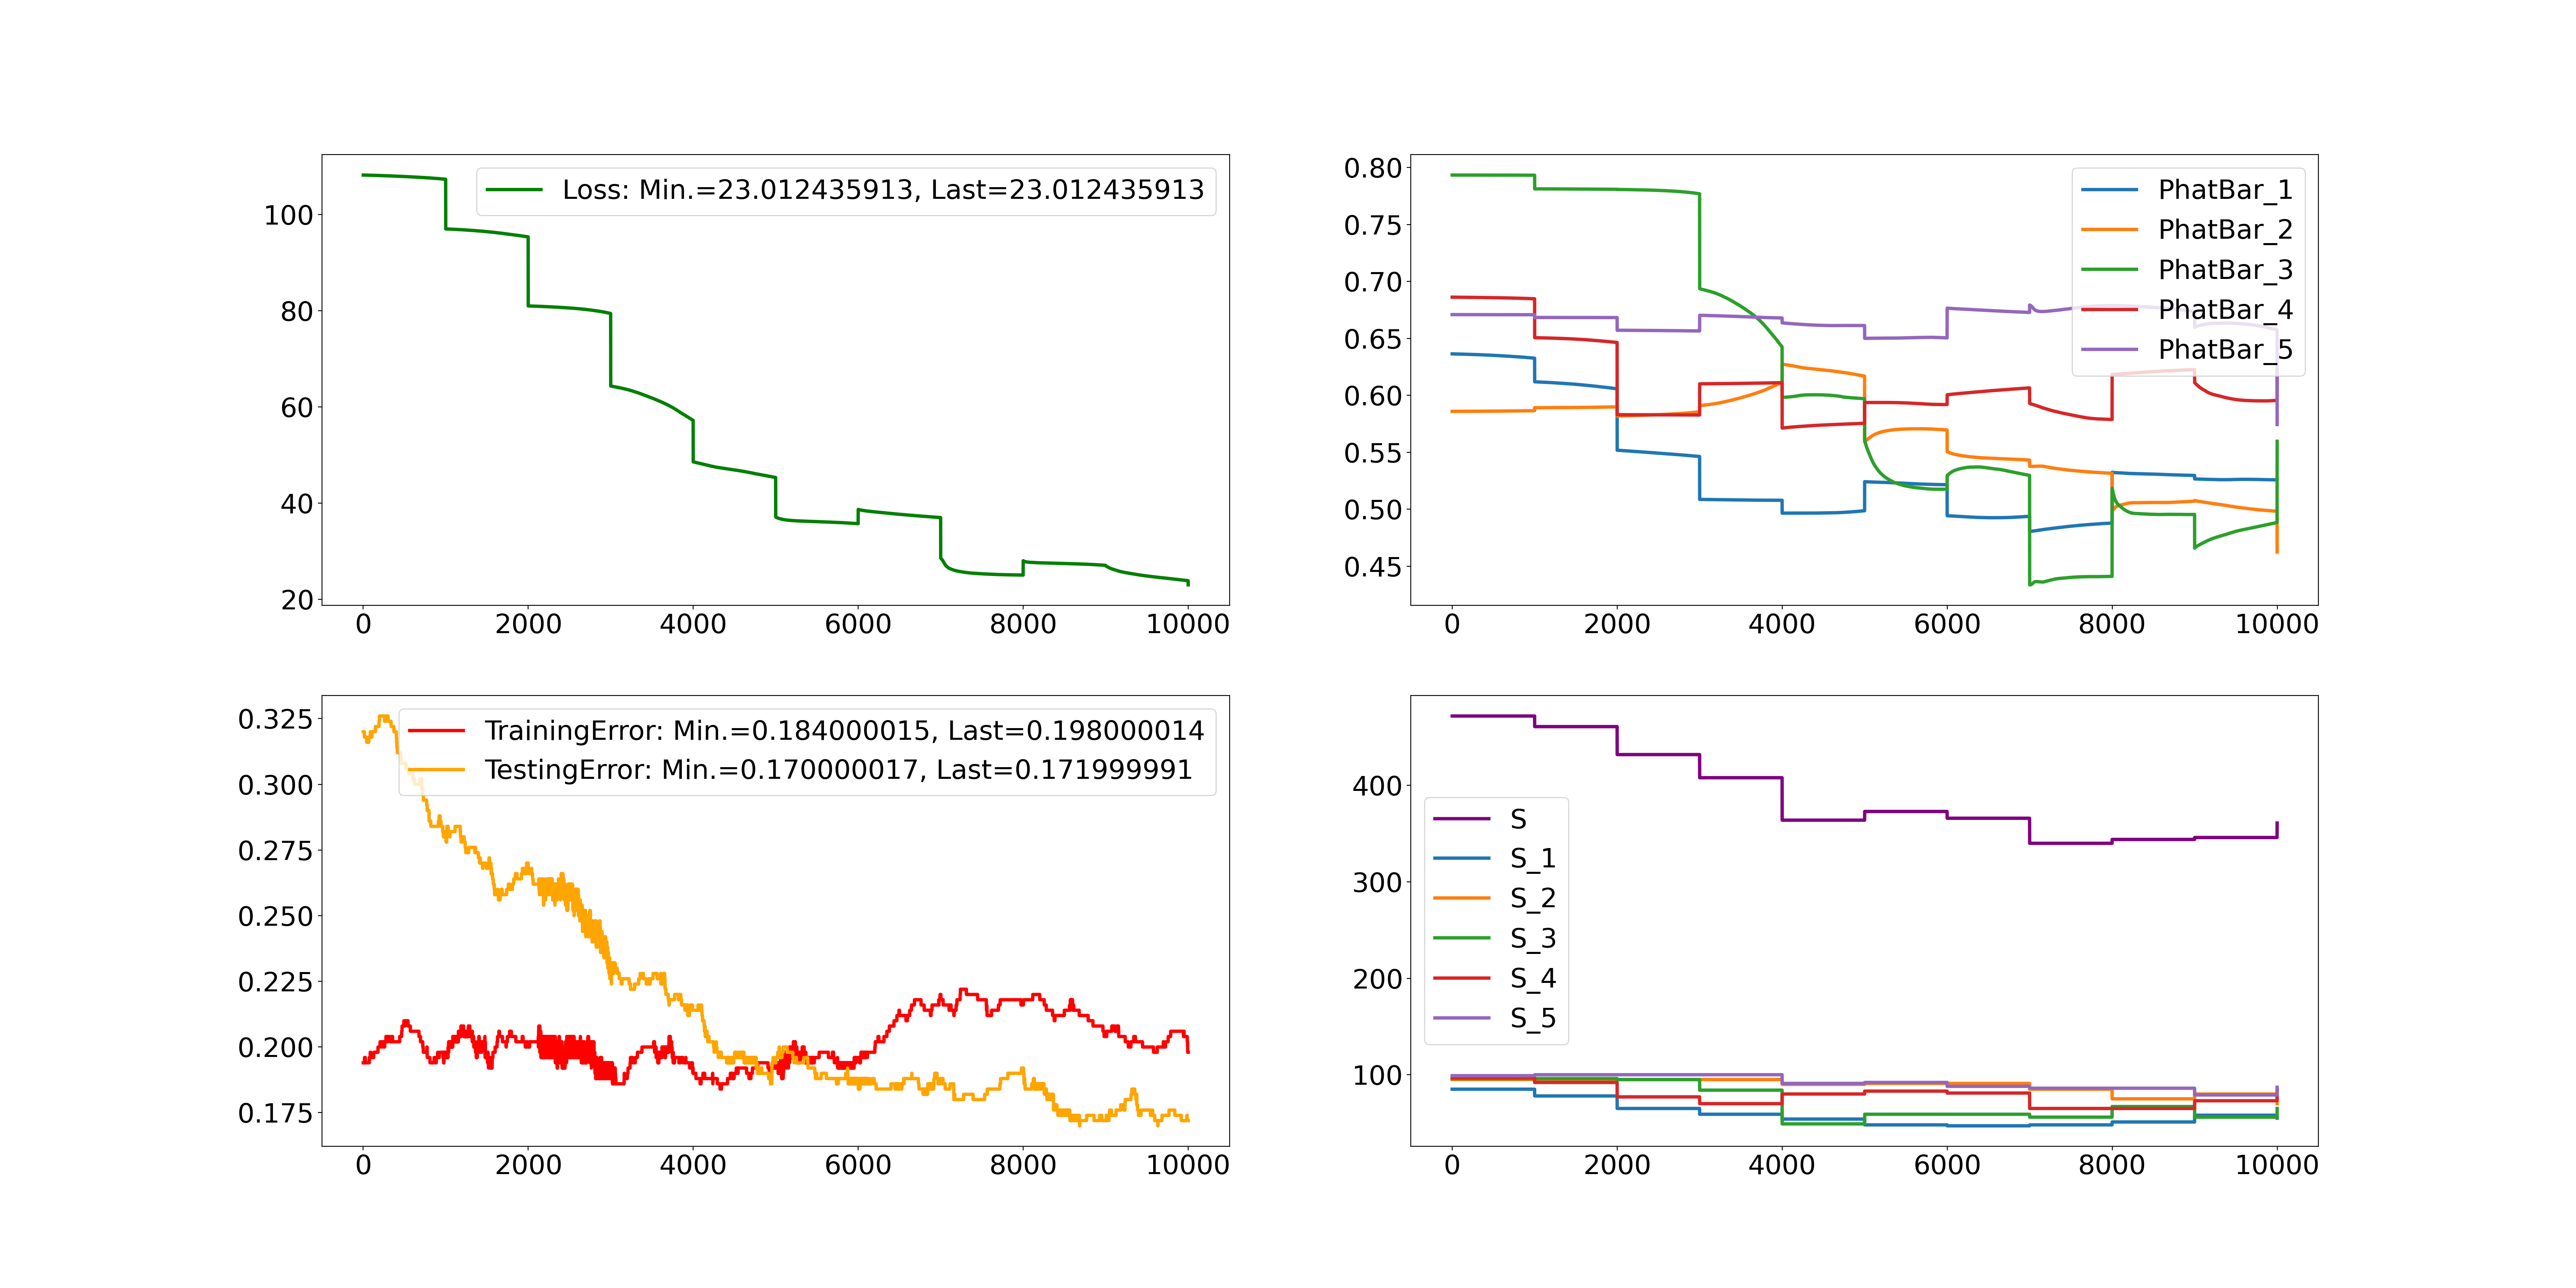 Loss: Min.=23.012435913, Last=23.012435913
100
80
60
40
20
0 2000 4000 6000 8000 10000
0.80
0.75
0.70
0.65
0.60
0.55
0.50
0.45
PhatBar_1
PhatBar_2
PhatBar_3
PhatBar_4
PhatBar_5
0 2000 4000 6000 8000 10000
0.325
0.300
0.275
0.250
0.225
0.200
0.175
TrainingError: Min.=0.184000015, Last=0.198000014
TestingError: Min.=0.170000017, Last=0.171999991
0 2000 4000 6000 8000 10000
400
300
200
100
S
S_1
S_2
S_3
S_4
S_5
0 2000 4000 6000 8000 10000